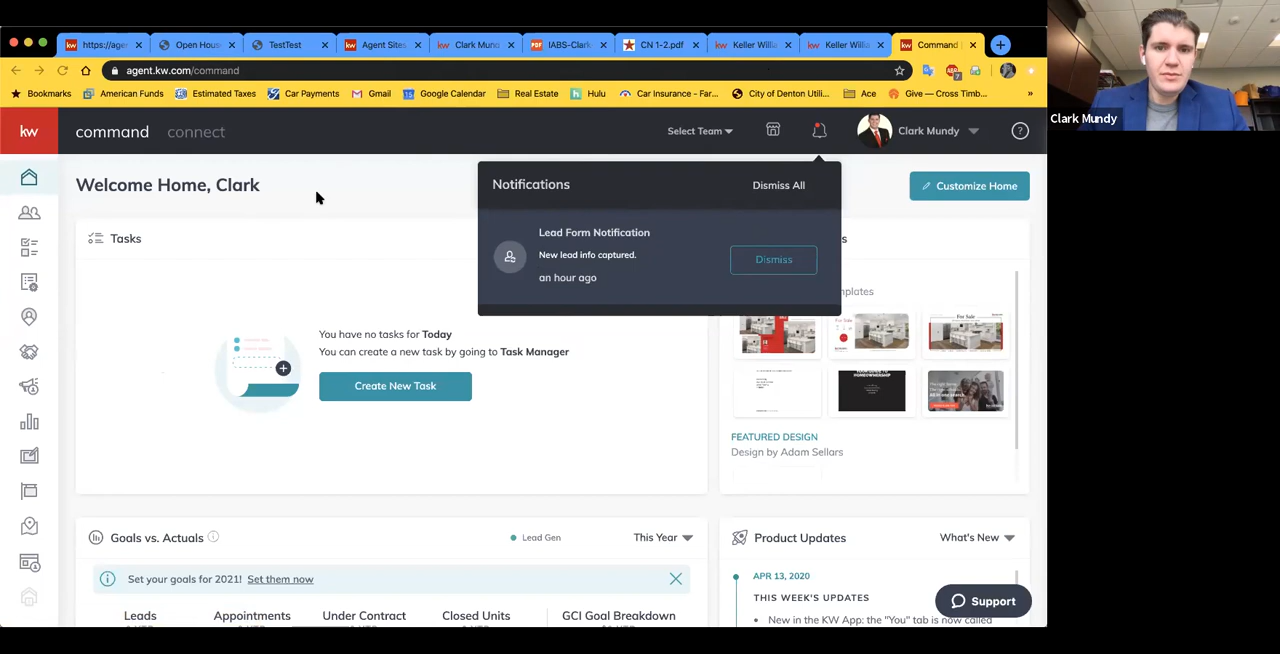 https://age
Open Hous
TestTest
Agent Sites
Clark Mund
IABS-Clark
CN 1-2.pdf
Keller Willia
Keller Willia
Command
agent.kw.com/command
Bookmarks
American Funds
Estimated Taxes
Car Payments
Gmail
Google Calendar
Real Estate
Hulu
Car Insurance - Far...
City of Denton Utili...
Ace
Give — Cross Timb...
kw command connect
Select Team
Clark Mundy
Clark Mundy
Welcome Home, Clark
Notifications
Dismiss All
Customize Home
Lead Form Notification
New lead info captured.
an hour ago
Dismiss
Tasks
You have no tasks for Today
You can create a new task by going to Task Manager
Create New Task
For Sale
For Sale
FEATURED DESIGN
Design by Adam Sellars
Goals vs. Actuals
Lead Gen
This Year
Set your goals for 2021! Set them now
Leads
Appointments
Under Contract
Closed Units
GCI Goal Breakdown
Product Updates
What's New
APR 13, 2020
THIS WEEK'S UPDATES
New in the KW App: the "You" tab is now called
Support